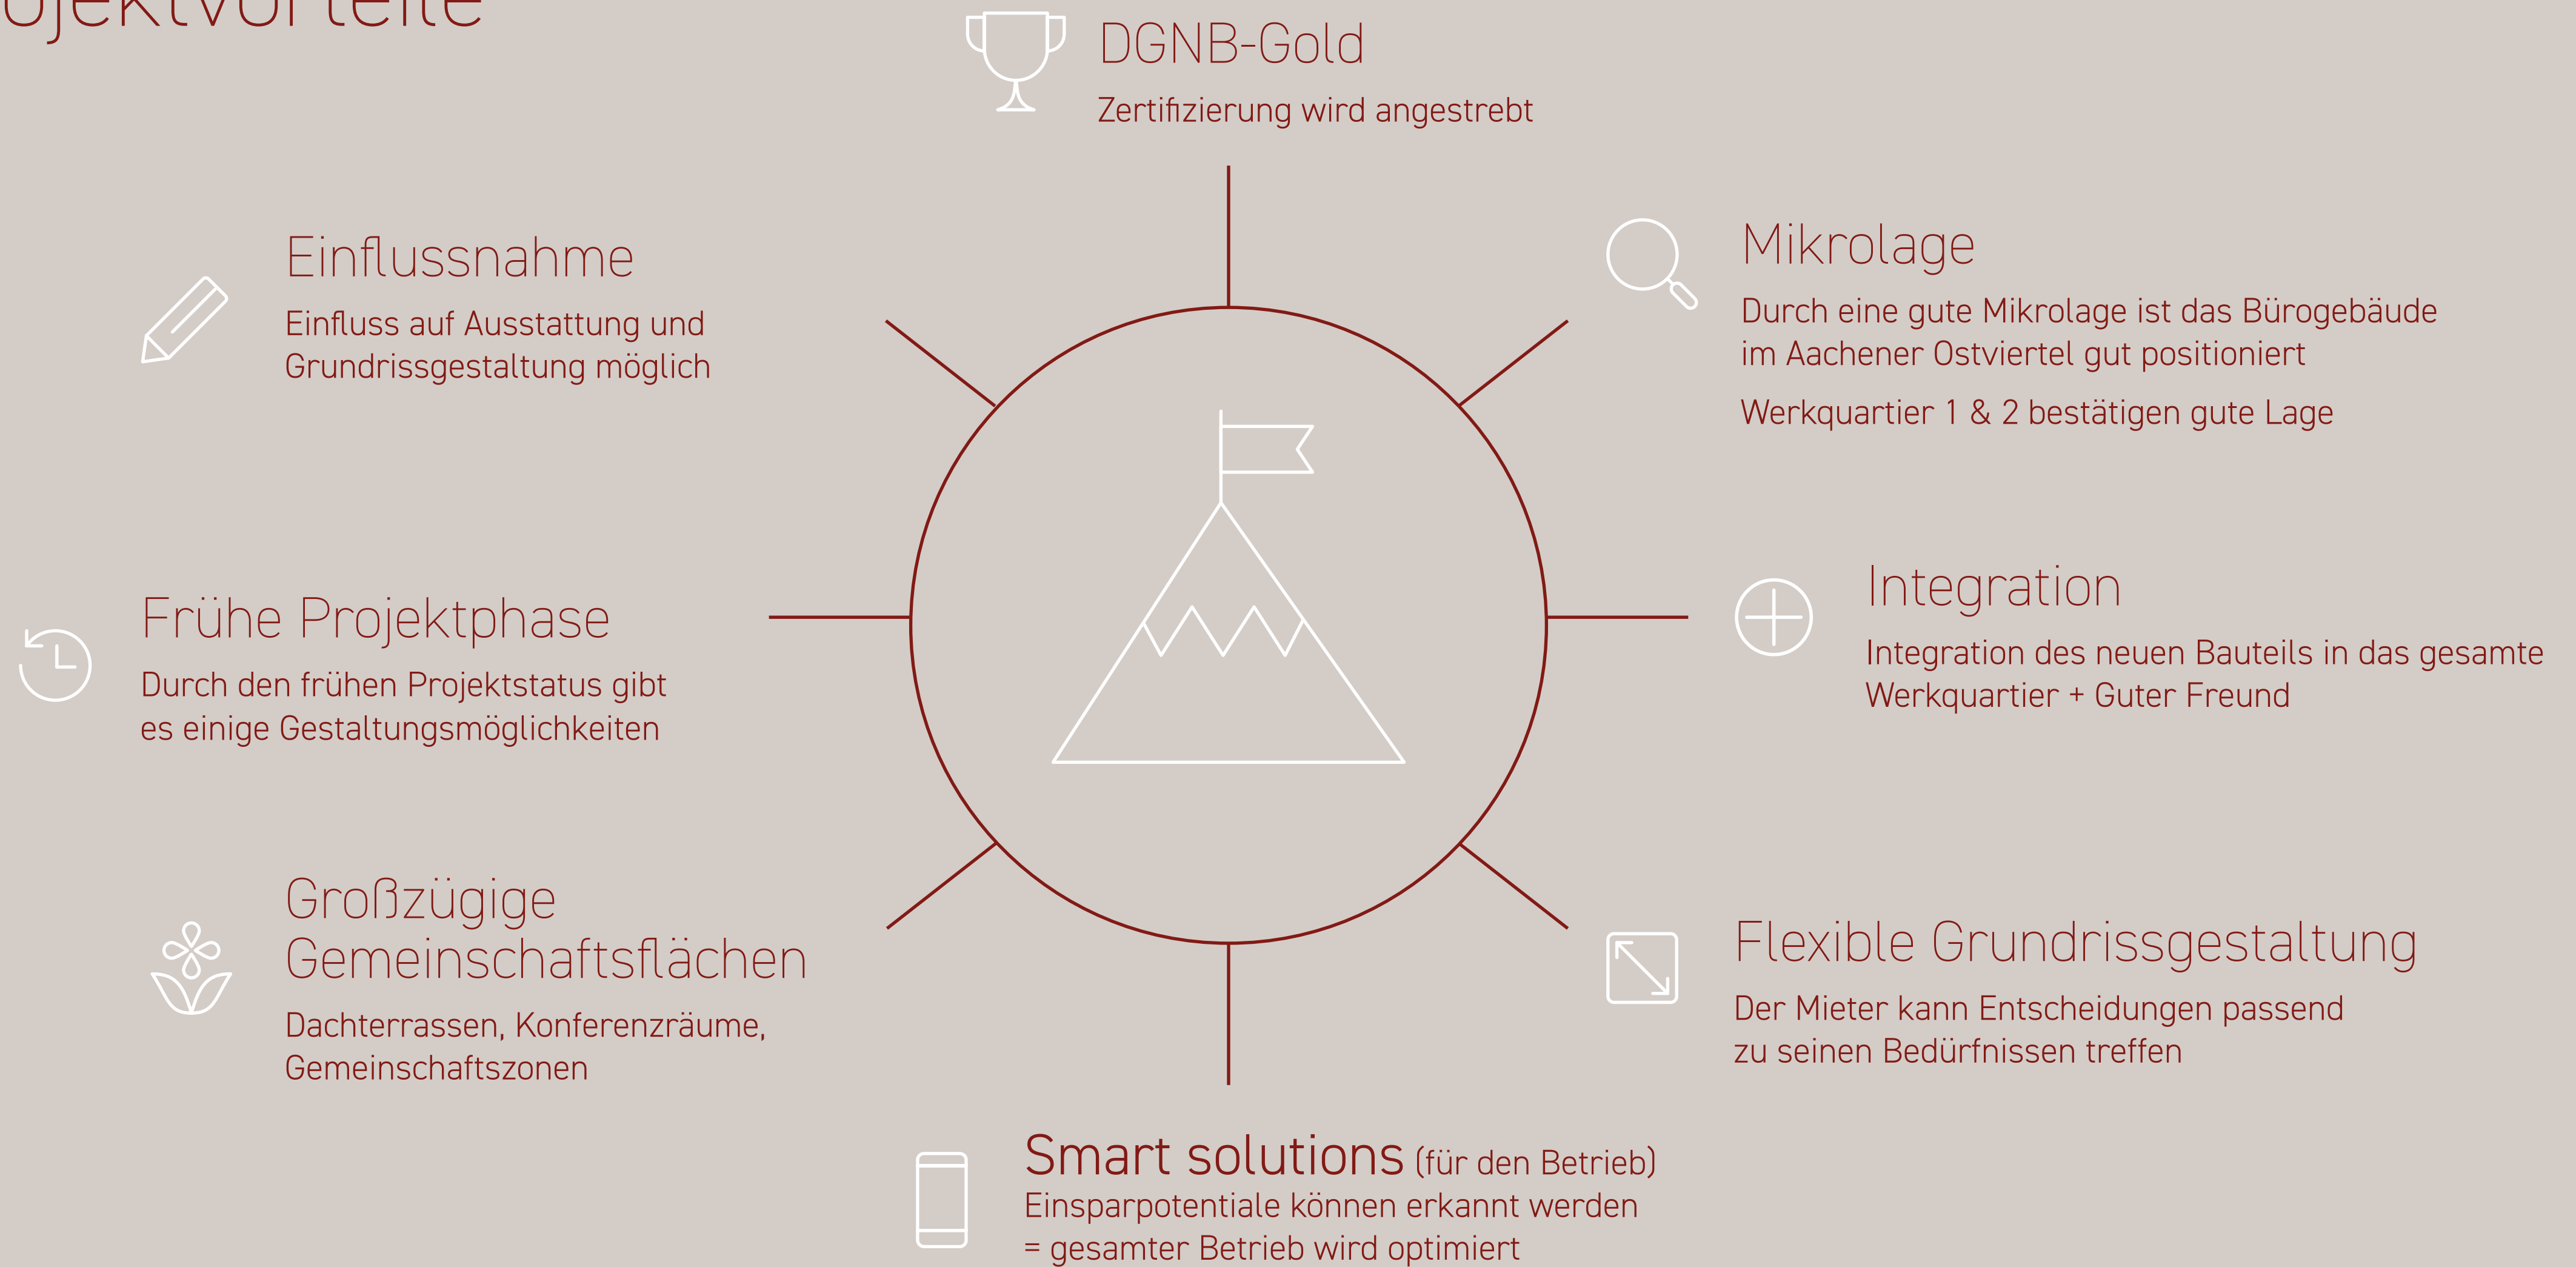 ojektvorteile
DGNB-Gold
Zertifizierung wird angestrebt
Einflussnahme
Einfluss auf Ausstattung und
Grundrissgestaltung möglich
Mikrolage
Durch eine gute Mikrolage ist das Bürogebäude
im Aachener Ostviertel gut positioniert
Werkquartier 1 & 2 bestätigen gute Lage
Frühe Projektphase
Durch den frühen Projektstatus gibt
es einige Gestaltungsmöglichkeiten
Integration
Integration des neuen Bauteils in das gesamte
Werkquartier + Guter Freund
Großzügige
Gemeinschaftsflächen
Dachterrassen, Konferenzräume,
Gemeinschaftszonen
Flexible Grundrissgestaltung
Der Mieter kann Entscheidungen passend
zu seinen Bedürfnissen treffen
Smart solutions (für den Betrieb)
Einsparpotentiale können erkannt werden
= gesamter Betrieb wird optimiert